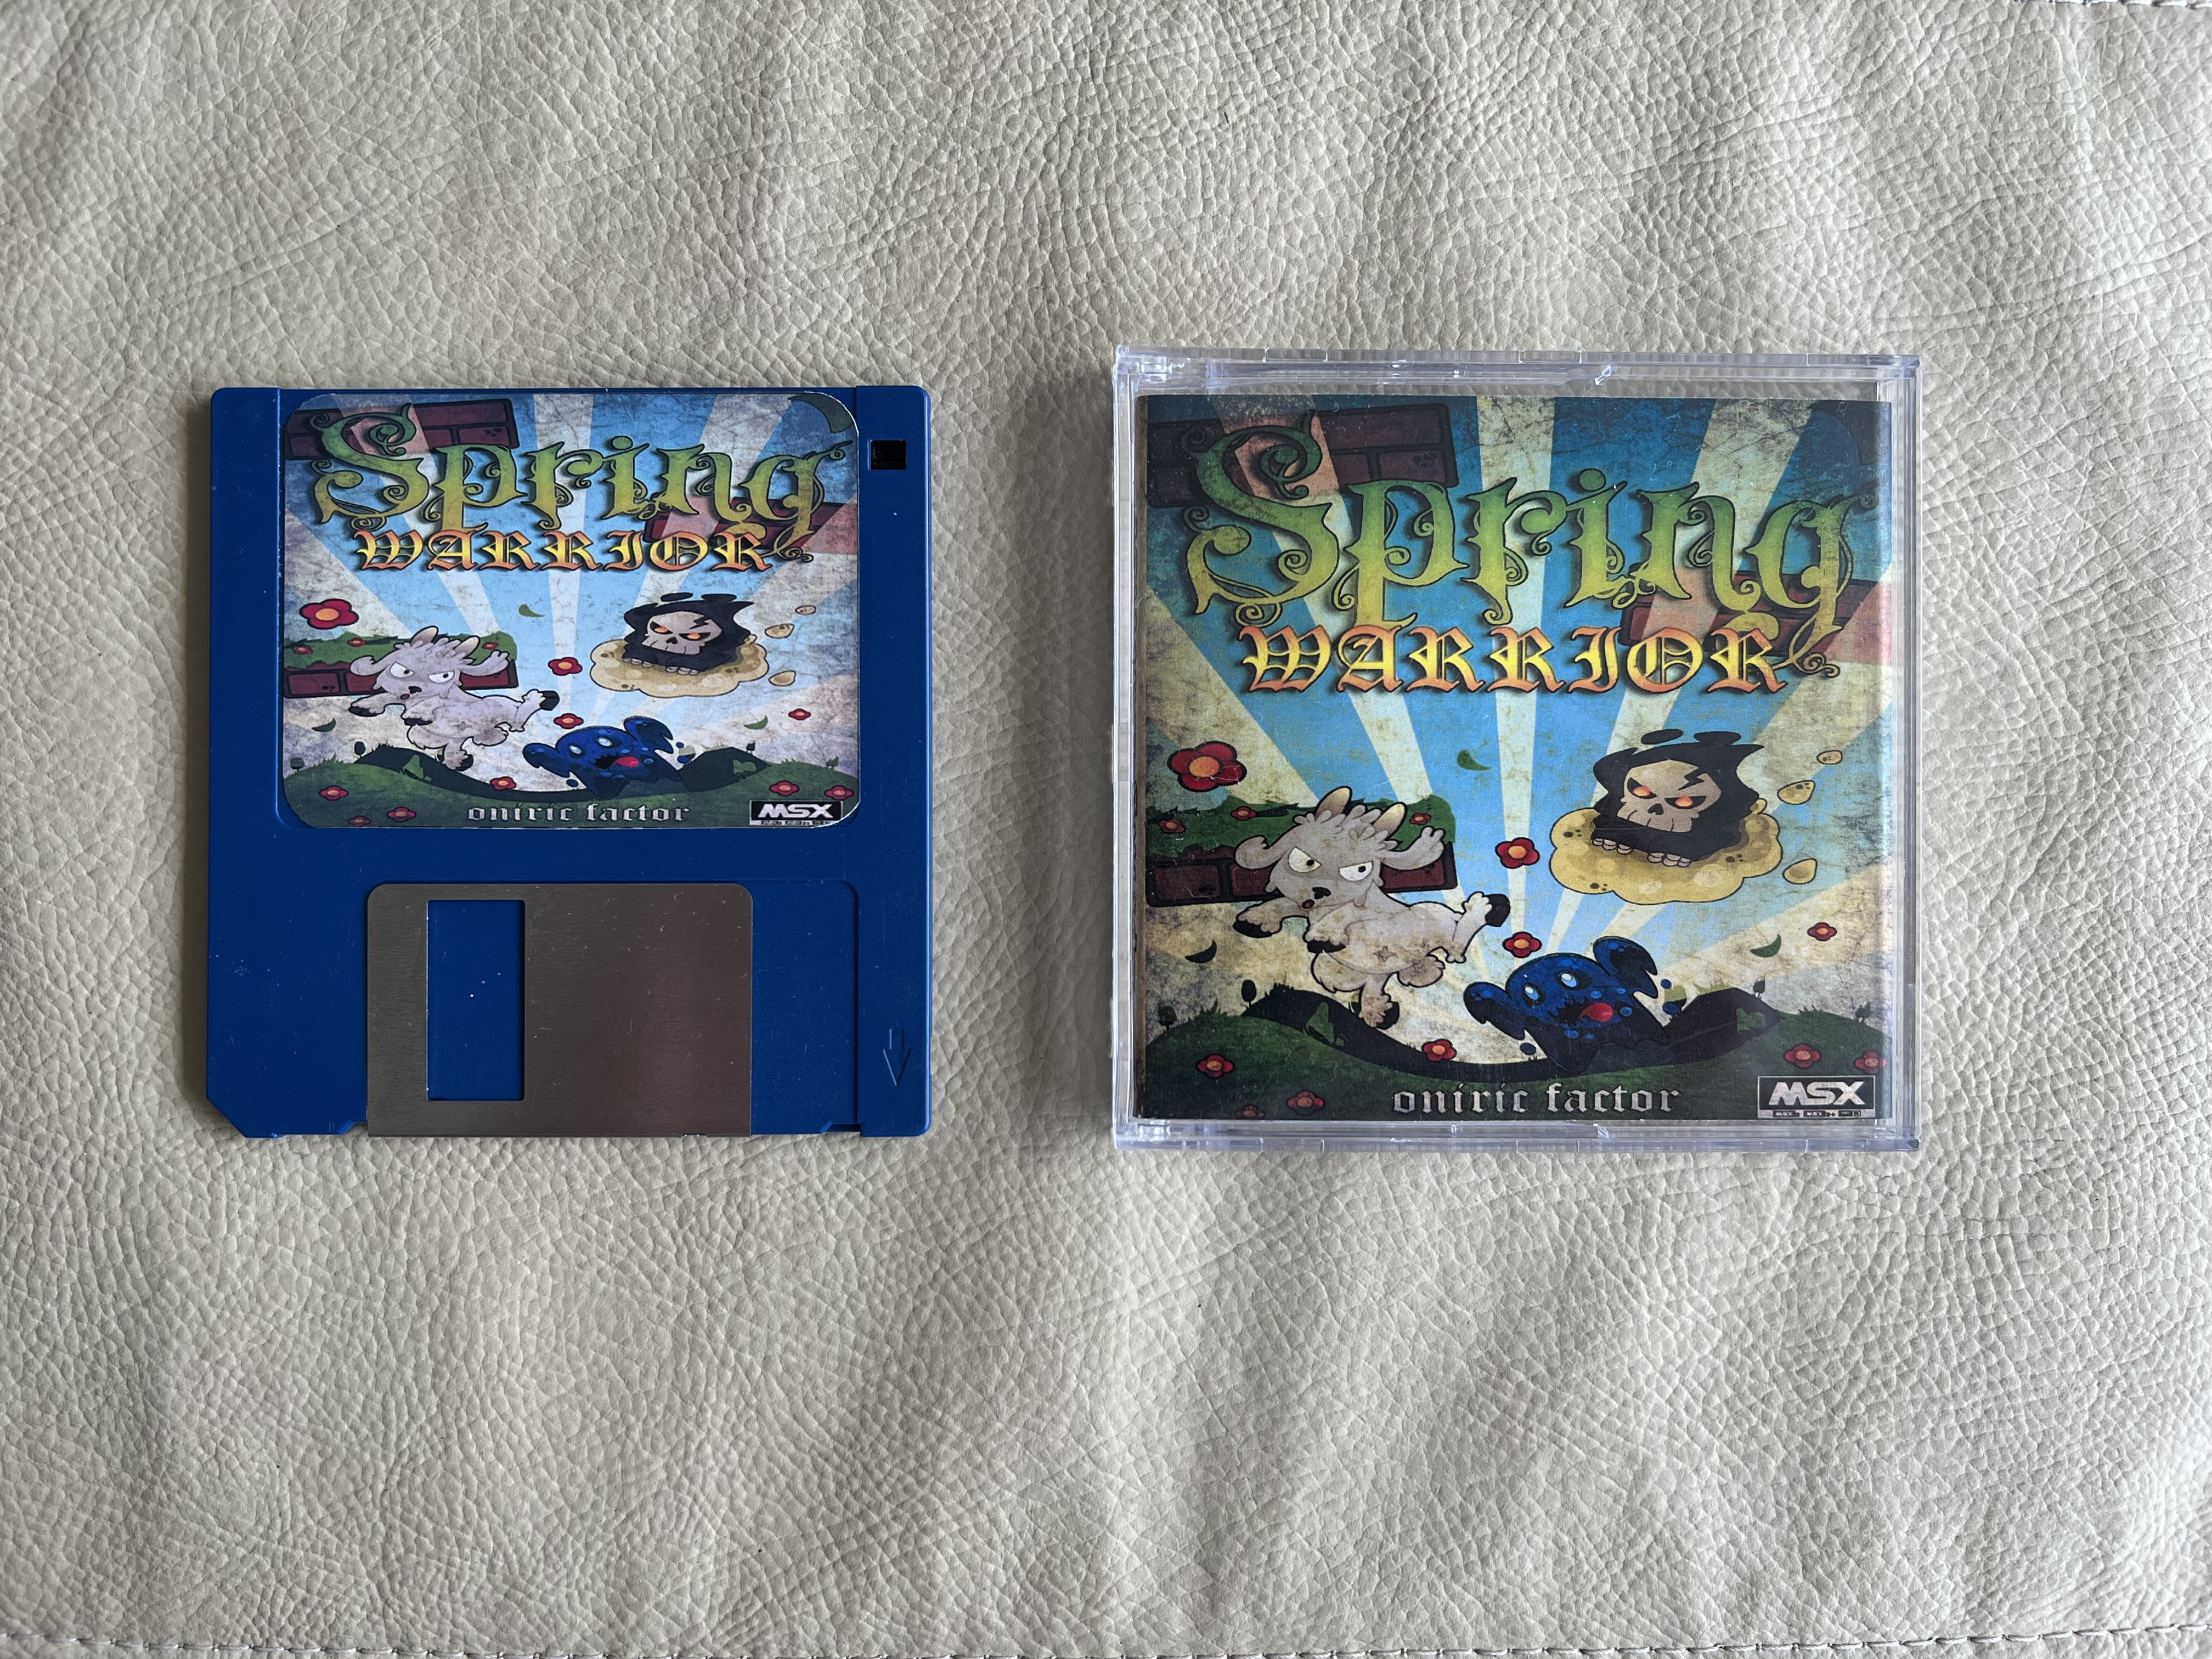 Spring
WARRIOR
oniric factor
MSX
Spring
WARRIOR
oniric factor
MSX